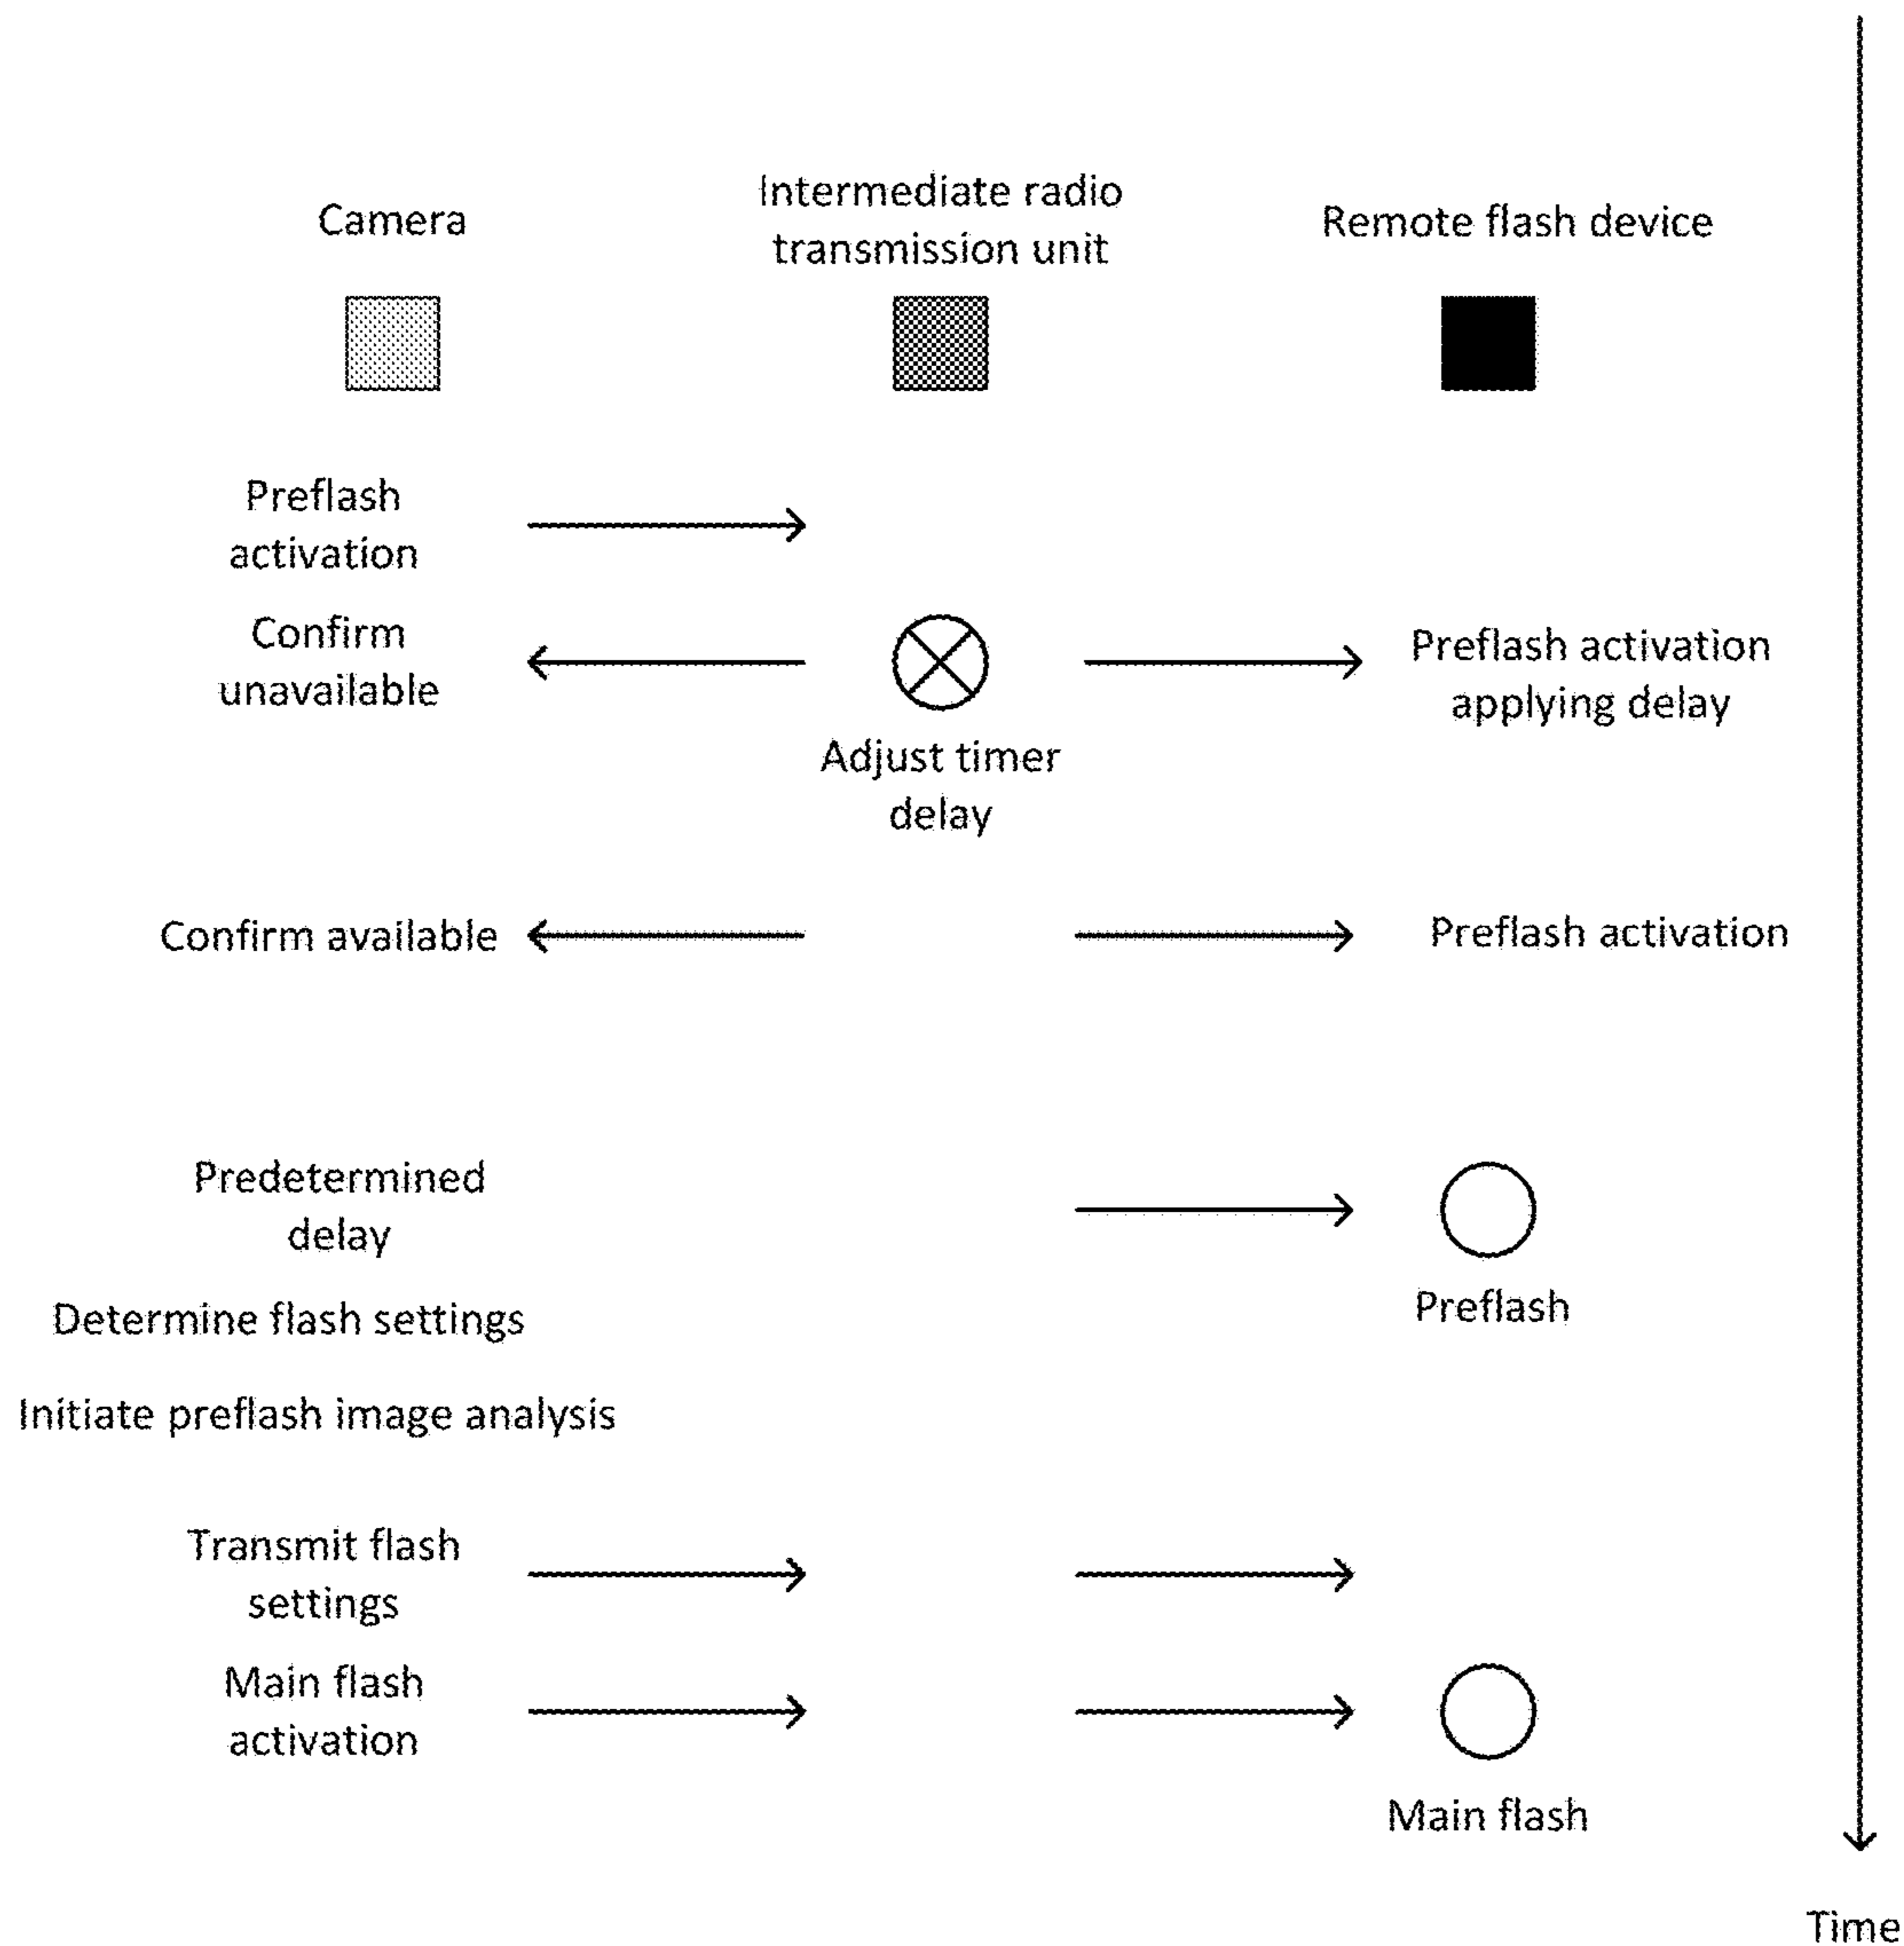 Camera
Intermediate radio
transmission unit
Remote flash device
Preflash
activation
Confirm
unavailable
Adjust timer
delay
Preflash activation
applying delay
Confirm available
Preflash activation
Predetermined
delay
Preflash
Determine flash settings
Initiate preflash image analysis
Transmit flash
settings
Main flash
activation
Main flash
Time